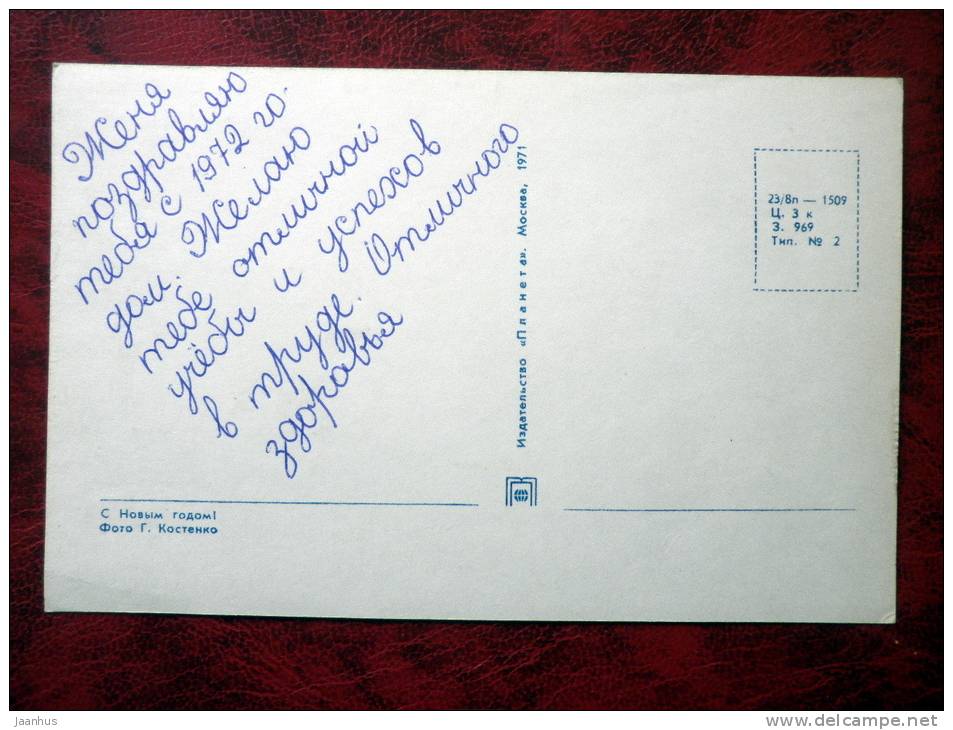 Женя
поздравляю
тебя с 1972 го-
дом. Желаю
тебе отличной
учёбы и успехов
в труде. Отличного
здоровья
С Новым годом!
Фото Г. Костенко
Издательство «Планета». Москва, 1971
23/8п — 1509
Ц. 3 к
З. 969
Тип. № 2
jaanhus
www.delcampe.net